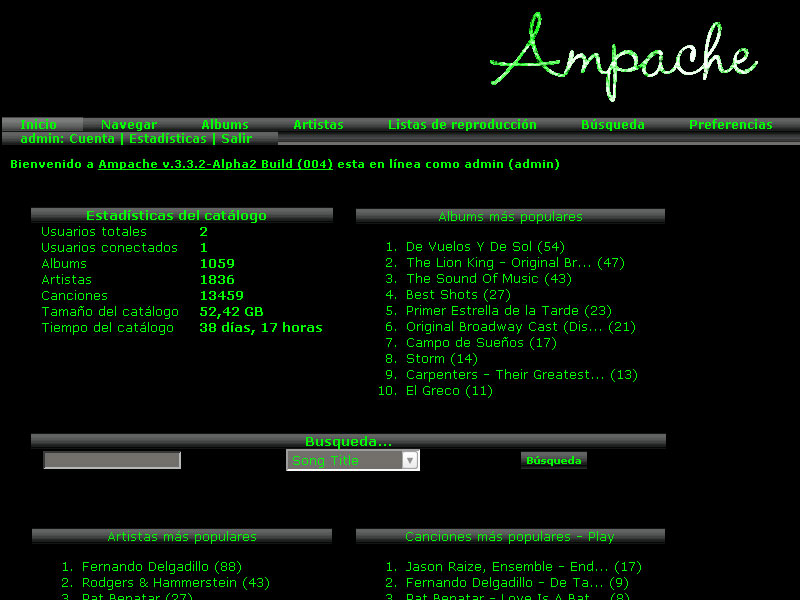 Ampache
Inicio Navegar Albums Artistas Listas de reproducción Búsqueda Preferencias
admin: Cuenta | Estadísticas | Salir
Bienvenido a Ampache v.3.3.2-Alpha2 Build (004) esta en línea como admin (admin)
Estadísticas del catálogo
Usuarios totales 2
Usuarios conectados 1
Albums 1059
Artistas 1836
Canciones 13459
Tamaño del catálogo 52,42 GB
Tiempo del catálogo 38 días, 17 horas
Albums más populares
1. De Vuelos Y De Sol (54)
2. The Lion King - Original Br... (47)
3. The Sound Of Music (43)
4. Best Shots (27)
5. Primer Estrella de la Tarde (23)
6. Original Broadway Cast (Dis... (21)
7. Campo de Sueños (17)
8. Storm (14)
9. Carpenters - Their Greatest... (13)
10. El Greco (11)
Busqueda...
Song Title
Búsqueda
Artistas más populares
1. Fernando Delgadillo (88)
2. Rodgers & Hammerstein (43)
3. Pat Benatar (27)
Canciones más populares - Play
1. Jason Raize, Ensemble - End... (17)
2. Fernando Delgadillo - De Ta... (9)
3. Pat Benatar - Love Is A Bat... (8)